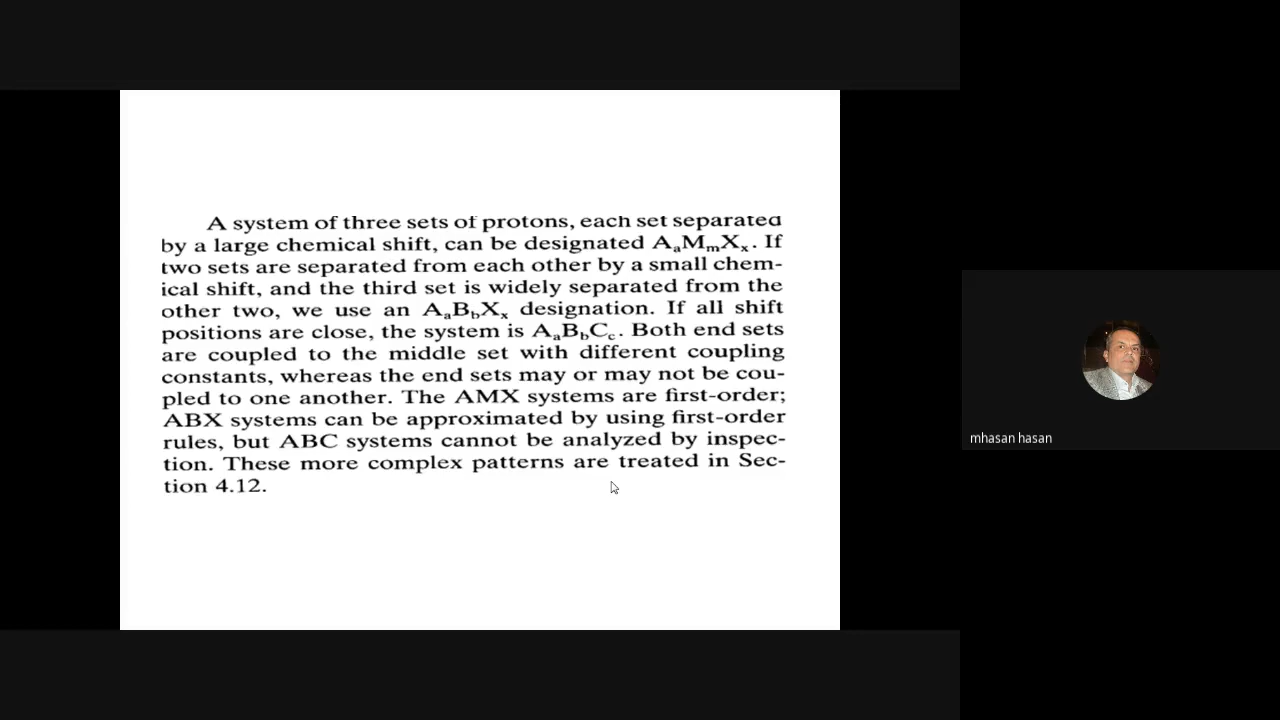 A system of three sets of protons, each set separated
by a large chemical shift, can be designated AₐMₘXₓ. If
two sets are separated from each other by a small chem-
ical shift, and the third set is widely separated from the
other two, we use an AₐBbXₓ designation. If all shift
positions are close, the system is AₐBbCc. Both end sets
are coupled to the middle set with different coupling
constants, whereas the end sets may or may not be cou-
pled to one another. The AMX systems are first-order;
ABX systems can be approximated by using first-order
rules, but ABC systems cannot be analyzed by inspec-
tion. These more complex patterns are treated in Sec-
tion 4.12.
mhasan hasan